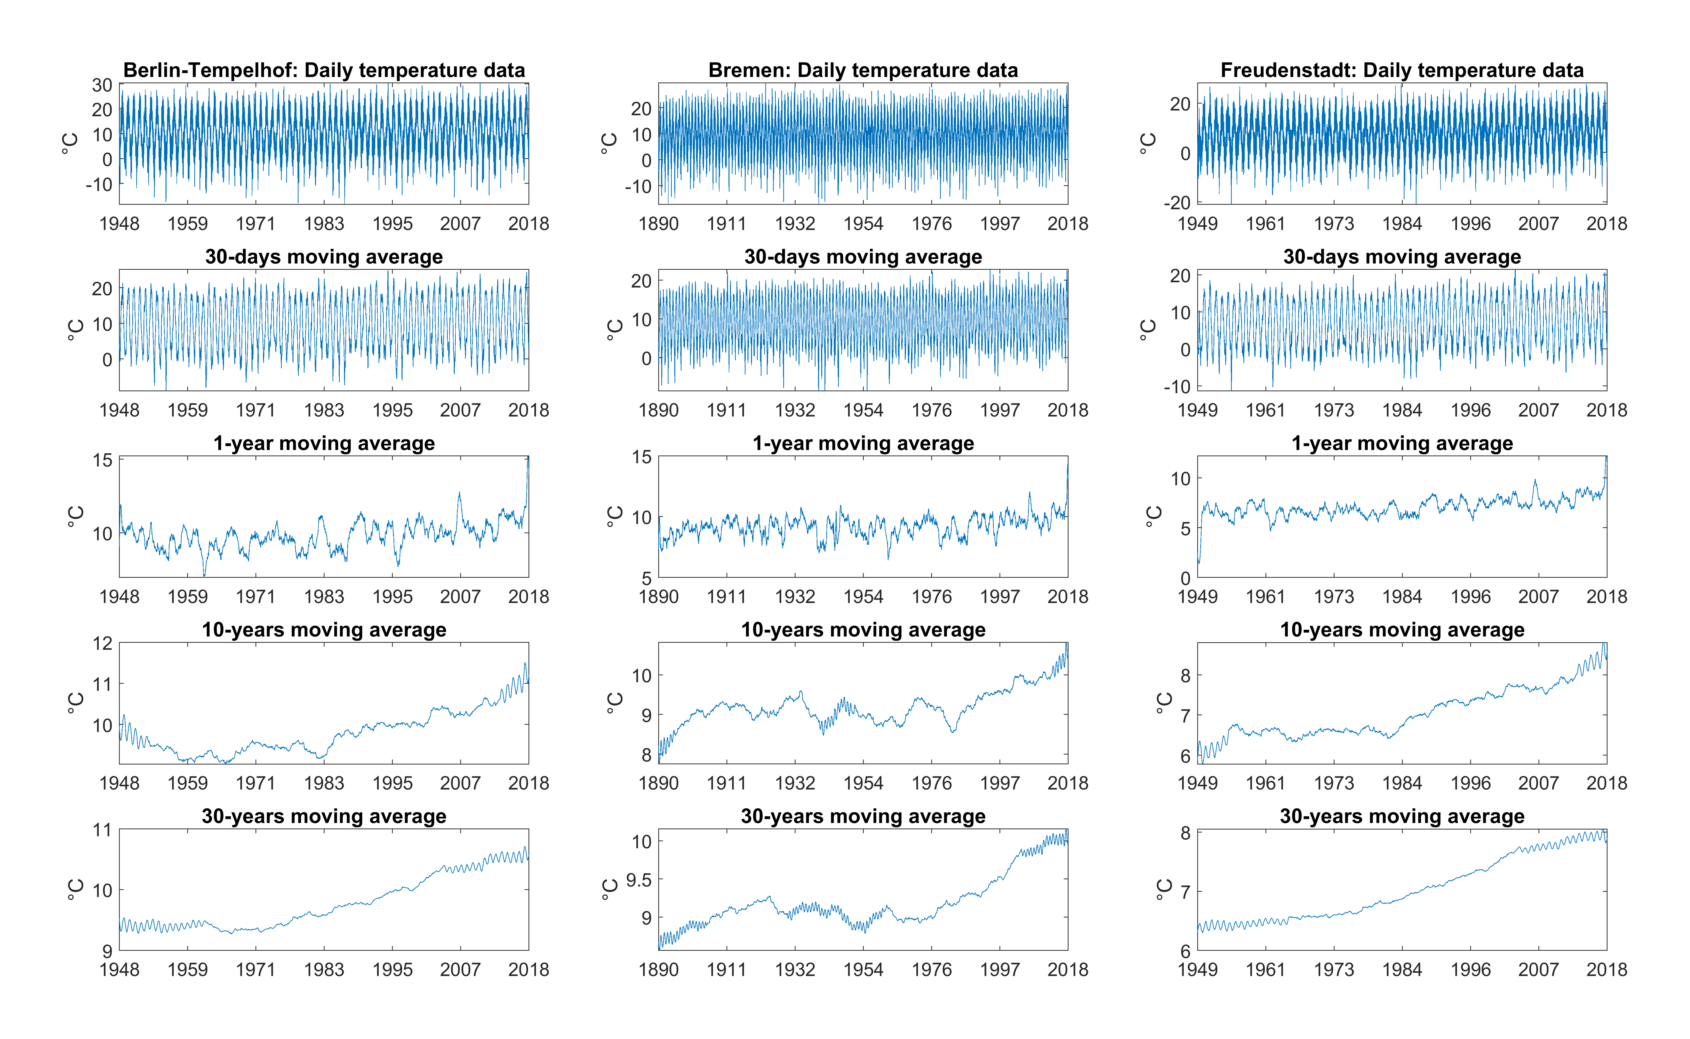 Berlin-Tempelhof: Daily temperature data
30
20
10
0
-10
°C
1948 1959 1971 1983 1995 2007 2018
Bremen: Daily temperature data
20
10
0
-10
°C
1890 1911 1932 1954 1976 1997 2018
Freudenstadt: Daily temperature data
20
0
-20
°C
1949 1961 1973 1984 1996 2007 2018
30-days moving average
20
10
0
°C
1948 1959 1971 1983 1995 2007 2018
30-days moving average
20
10
0
°C
1890 1911 1932 1954 1976 1997 2018
30-days moving average
20
10
0
-10
°C
1949 1961 1973 1984 1996 2007 2018
1-year moving average
15
10
°C
1948 1959 1971 1983 1995 2007 2018
1-year moving average
15
10
5
°C
1890 1911 1932 1954 1976 1997 2018
1-year moving average
10
5
0
°C
1949 1961 1973 1984 1996 2007 2018
10-years moving average
12
11
10
°C
1948 1959 1971 1983 1995 2007 2018
10-years moving average
10
9
8
°C
1890 1911 1932 1954 1976 1997 2018
10-years moving average
8
7
6
°C
1949 1961 1973 1984 1996 2007 2018
30-years moving average
11
10
9
°C
1948 1959 1971 1983 1995 2007 2018
30-years moving average
10
9.5
9
°C
1890 1911 1932 1954 1976 1997 2018
30-years moving average
8
7
6
°C
1949 1961 1973 1984 1996 2007 2018